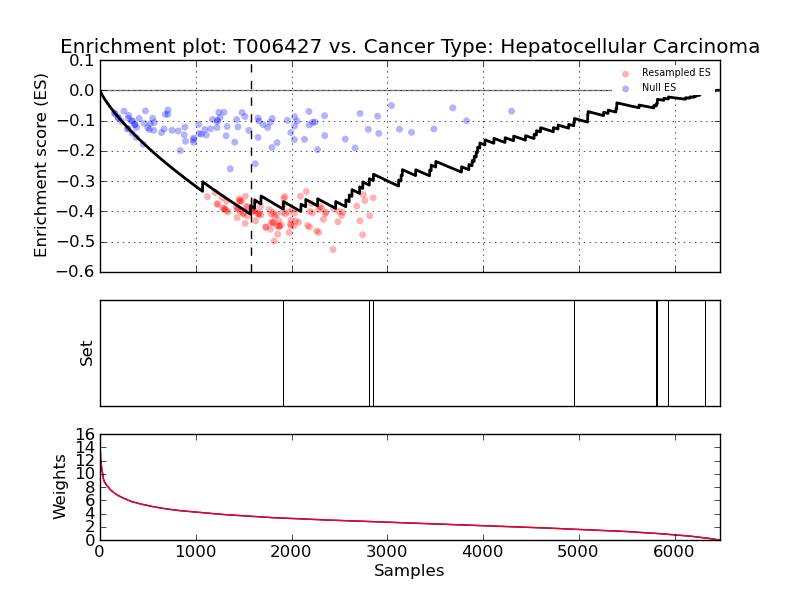 Enrichment plot: T006427 vs. Cancer Type: Hepatocellular Carcinoma
Enrichment score (ES)
0.1
0.0
−0.1
−0.2
−0.3
−0.4
−0.5
−0.6
Resampled ES
Null ES
Set
Weights
16
14
12
10
8
6
4
2
0
0 1000 2000 3000 4000 5000 6000
Samples